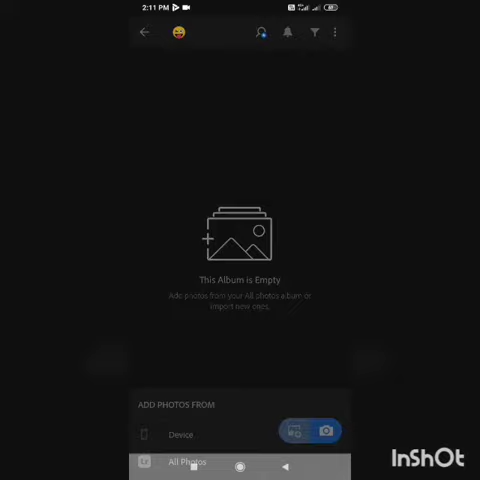 2:11 PM
This Album is Empty
Add photos from your All photos album or
import new ones.
ADD PHOTOS FROM
Device
Lr All Photos
InShOt